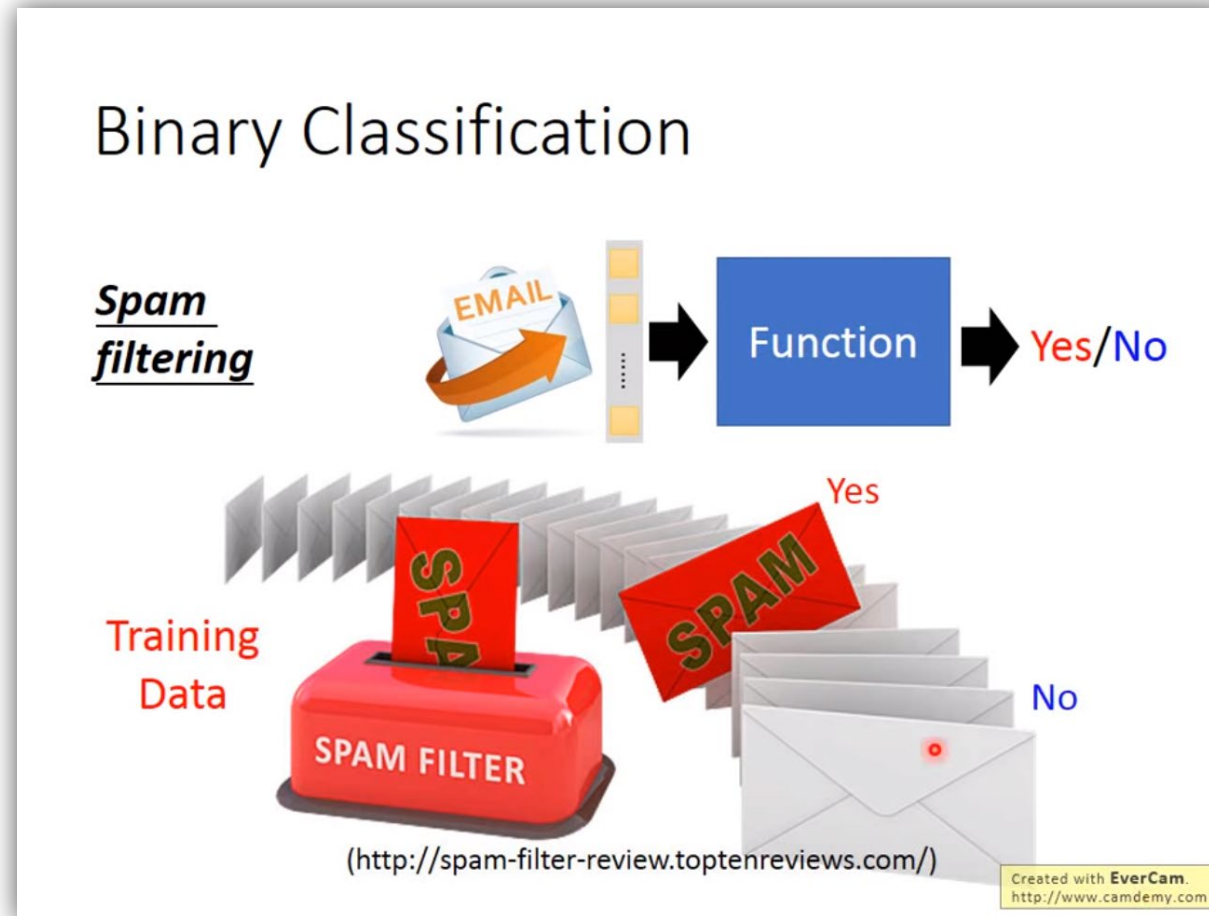 Binary Classification
Spam
filtering
EMAIL
......
Function
Yes/No
Yes
SPA
SPAM
Training
Data
No
SPAM FILTER
(http://spam-filter-review.toptenreviews.com/)
Created with EverCam.
http://www.camdemy.com